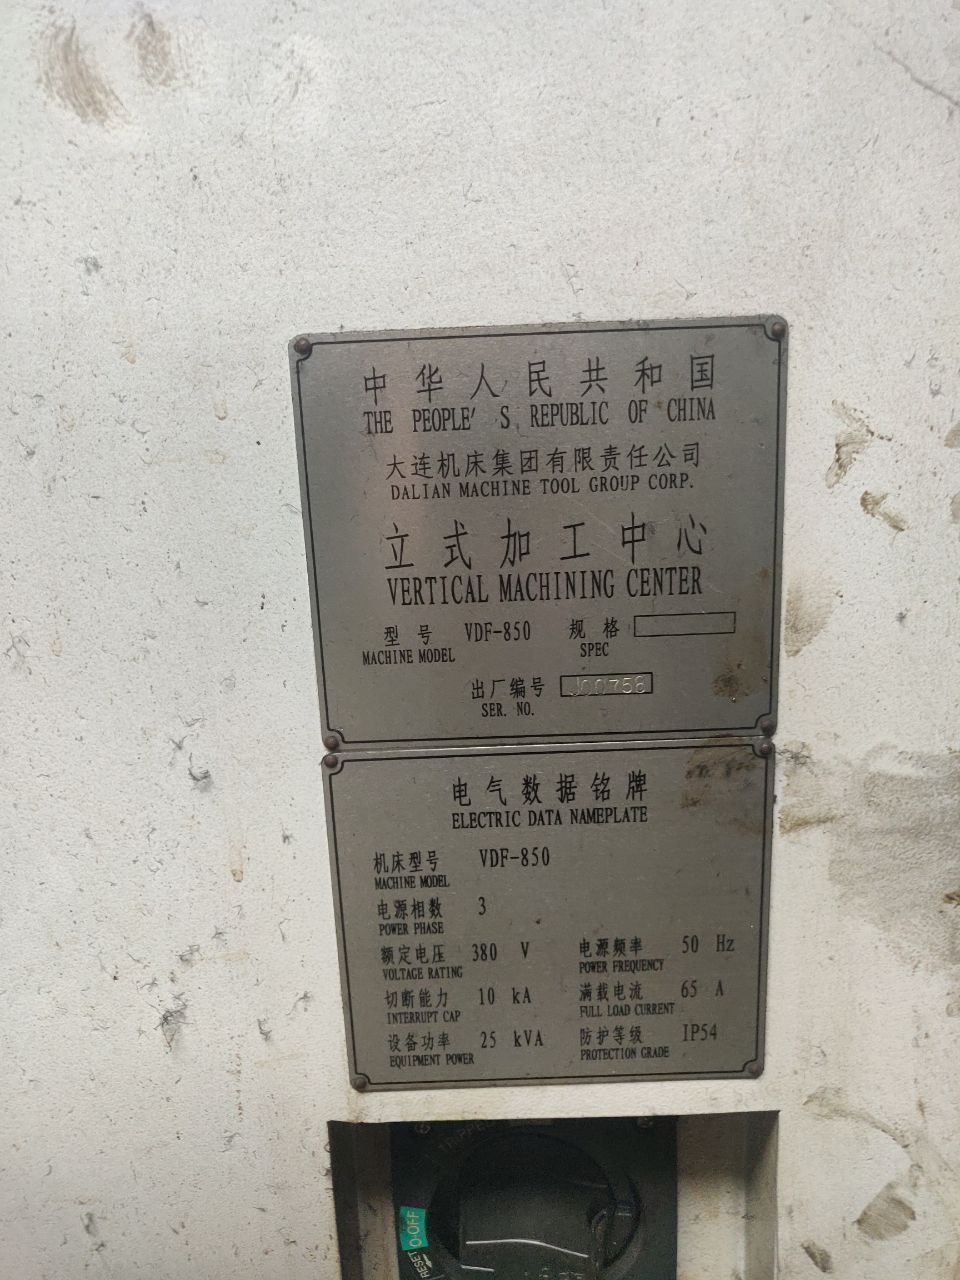 中华人民共和国
THE PEOPLE'S REPUBLIC OF CHINA
大连机床集团有限责任公司
DALIAN MACHINE TOOL GROUP CORP.
立式加工中心
VERTICAL MACHINING CENTER
型号 VDF-850 规格
MACHINE MODEL SPEC
出厂编号 J00758
SER. NO.
电气数据铭牌
ELECTRIC DATA NAMEPLATE
机床型号 VDF-850
MACHINE MODEL
电源相数 3
POWER PHASE
额定电压 380 V 电源频率 50 Hz
VOLTAGE RATING POWER FREQUENCY
切断能力 10 kA 满载电流 65 A
INTERRUPT CAP FULL LOAD CURRENT
设备功率 25 kVA 防护等级 IP54
EQUIPMENT POWER PROTECTION GRADE
O-OFF
RESET